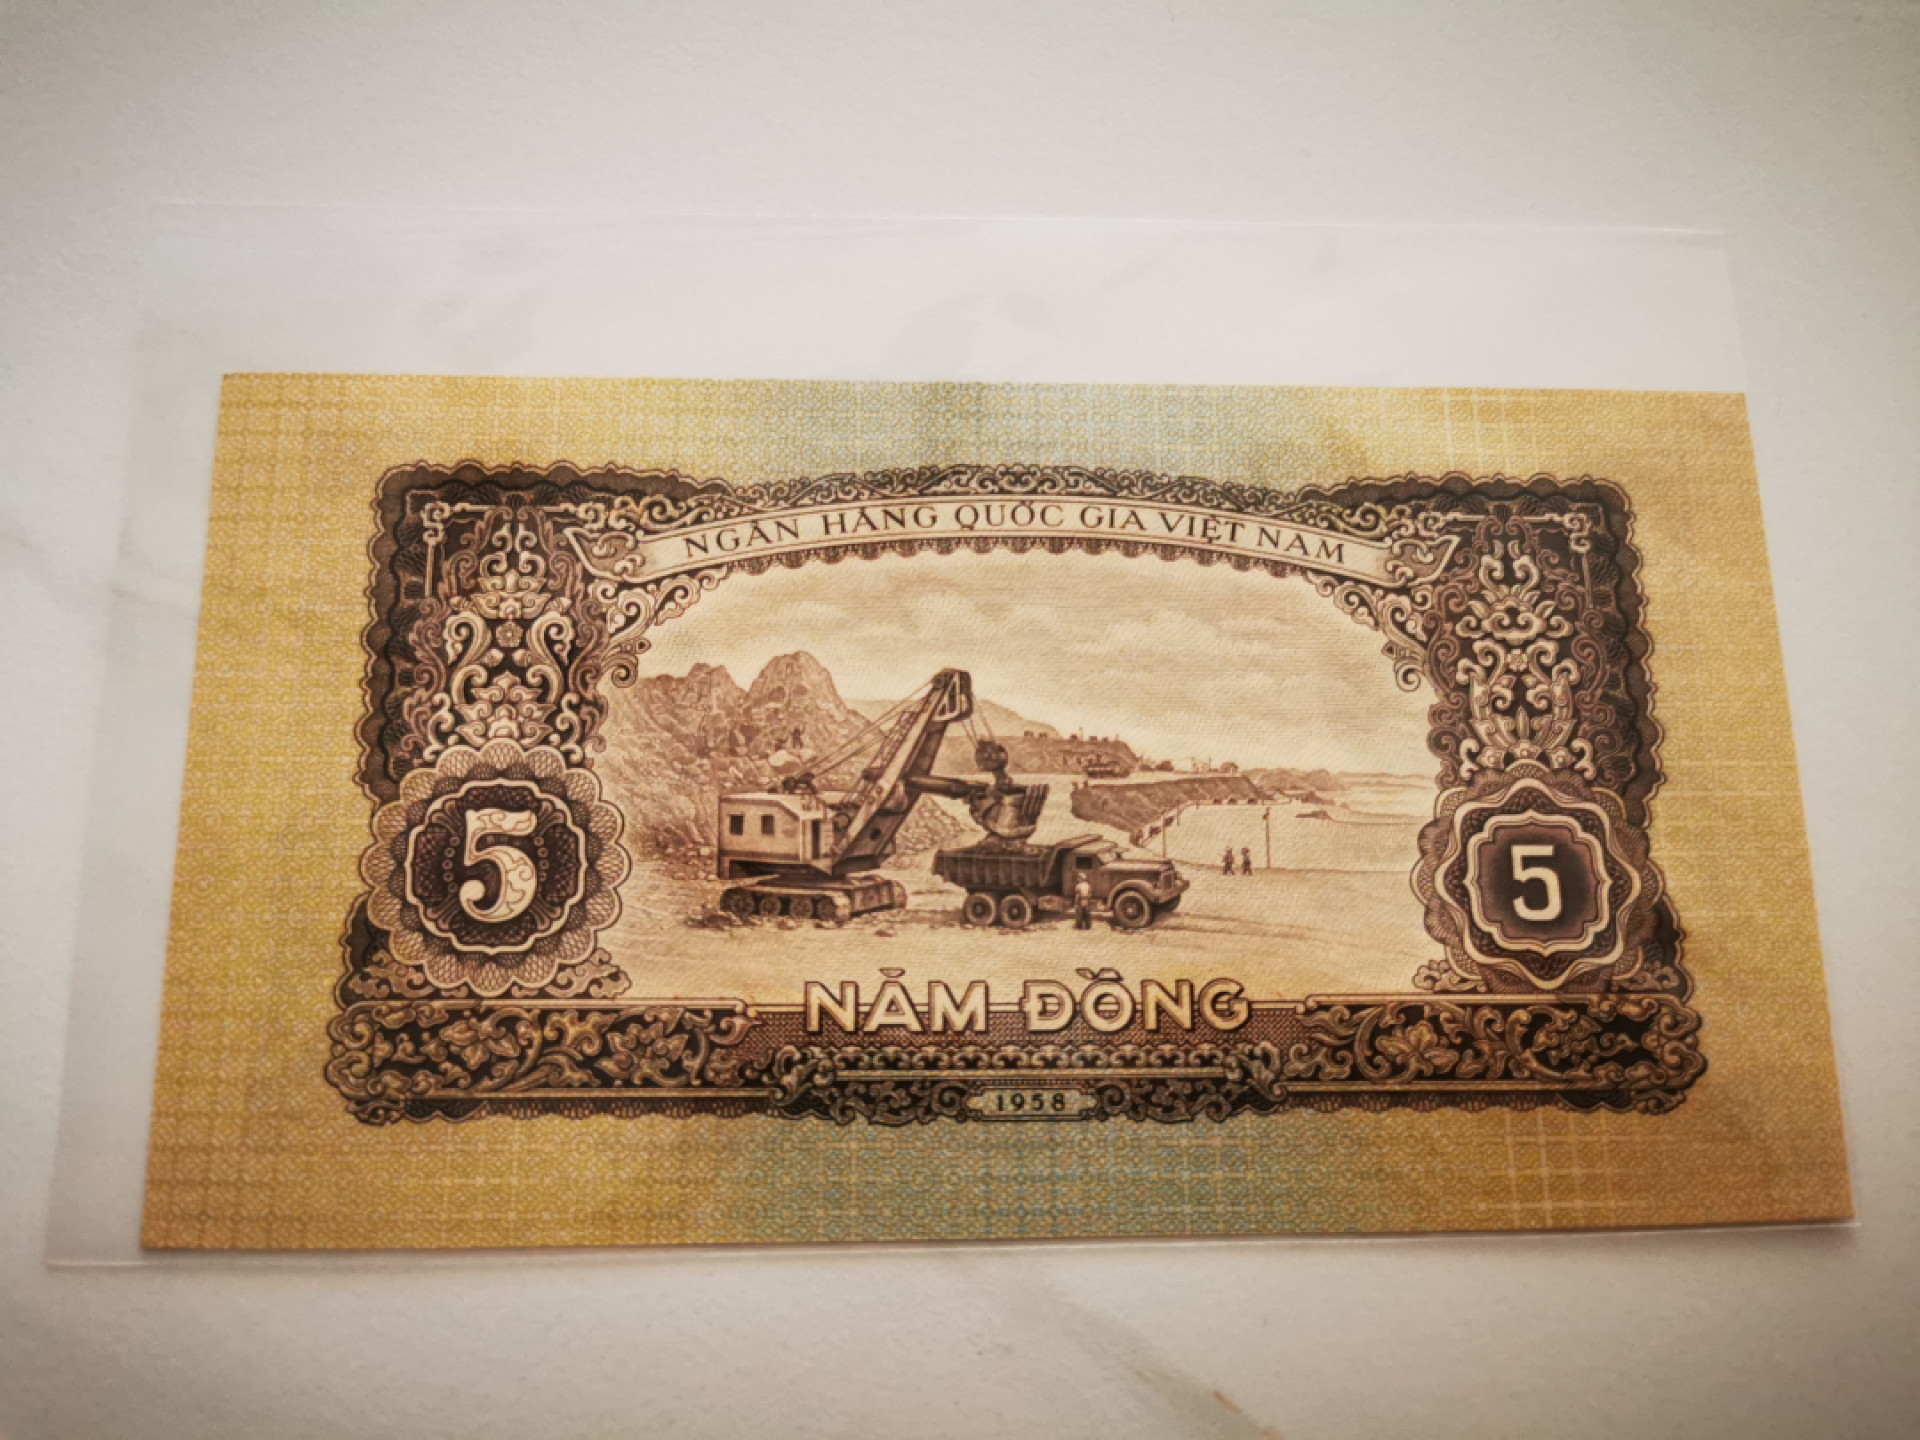 NGÂN HÀNG QUỐC GIA VIỆT NAM
5
5
NĂM ĐỒNG
1958